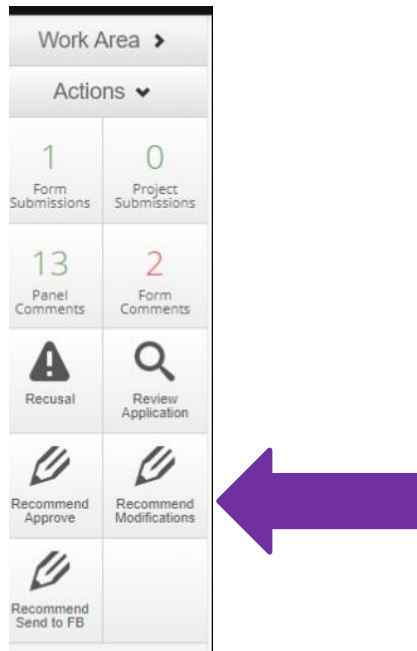 Work Area
Actions
1
Form
Submissions
0
Project
Submissions
13
Panel
Comments
2
Form
Comments
Recusal
Review
Application
Recommend
Approve
Recommend
Modifications
Recommend
Send to FB